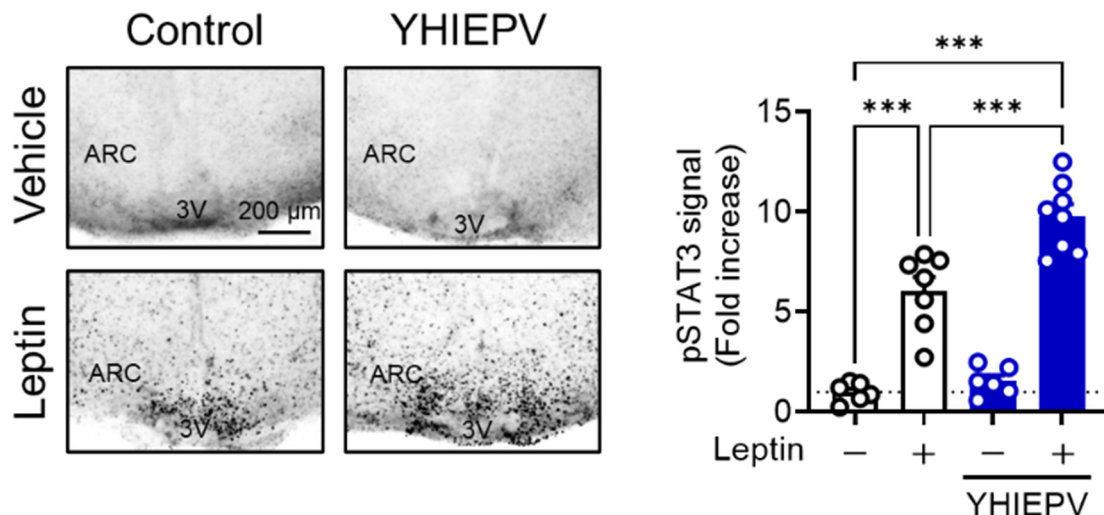 Control YHIEPV
Vehicle
ARC
3V
200 μm
ARC
3V
Leptin
ARC
3V
ARC
3V
***
*** ***
pSTAT3 signal
(Fold increase)
15
10
5
0
Leptin − + − +
YHIEPV